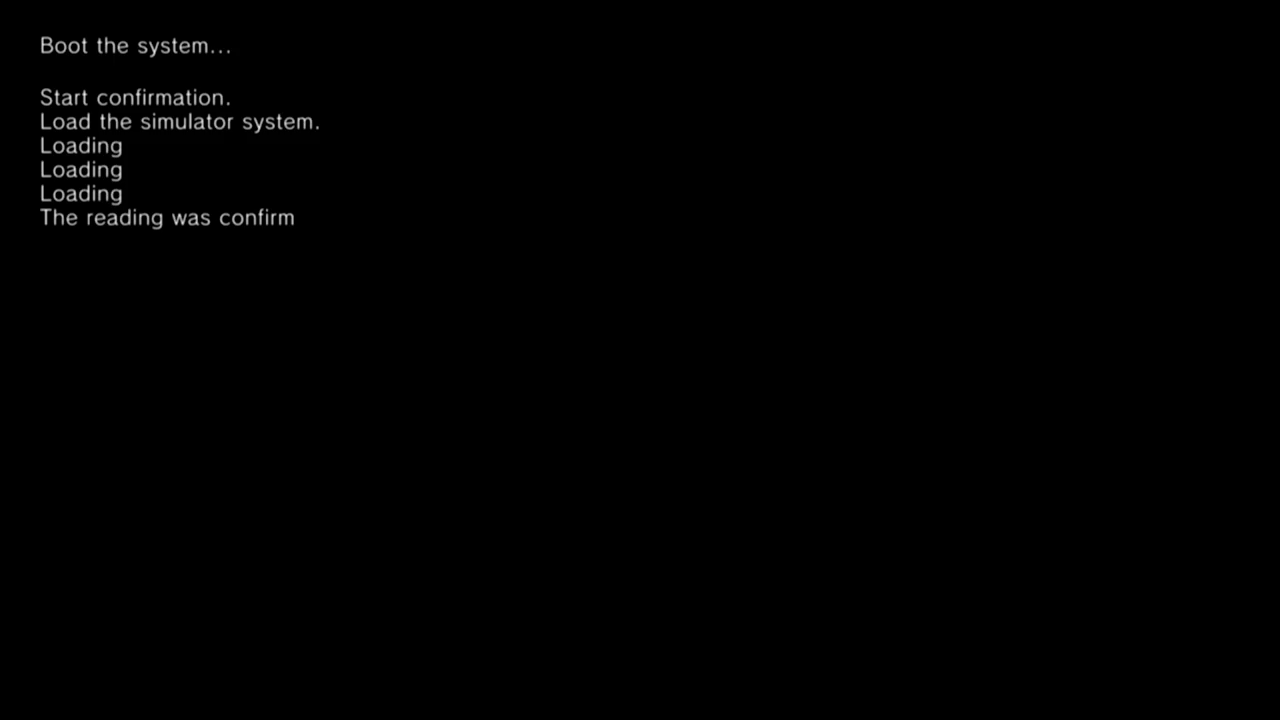 Boot the system...
Start confirmation.
Load the simulator system.
Loading
Loading
Loading
The reading was confirm